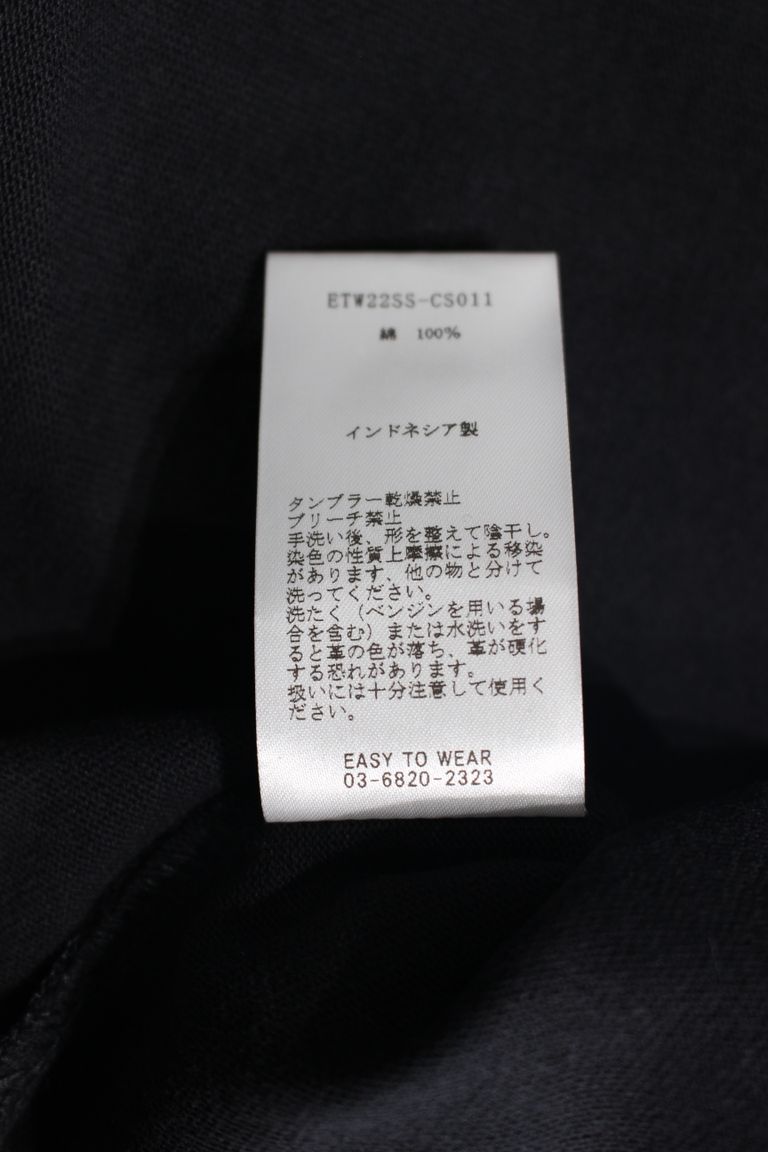 ETW22SS-CS011
綿 100%
インドネシア製
タンブラー乾燥禁止
ブリーチ禁止
手洗い後、形を整えて陰干し。
染色の性質上摩擦による移染
があります、他の物と分けて
洗ってください。
洗たく（ベンジンを用いる場
合を含む）または水洗いをす
ると革の色が落ち、革が硬化
する恐れがあります。
扱いには十分注意して使用く
ださい。
EASY TO WEAR
03-6820-2323